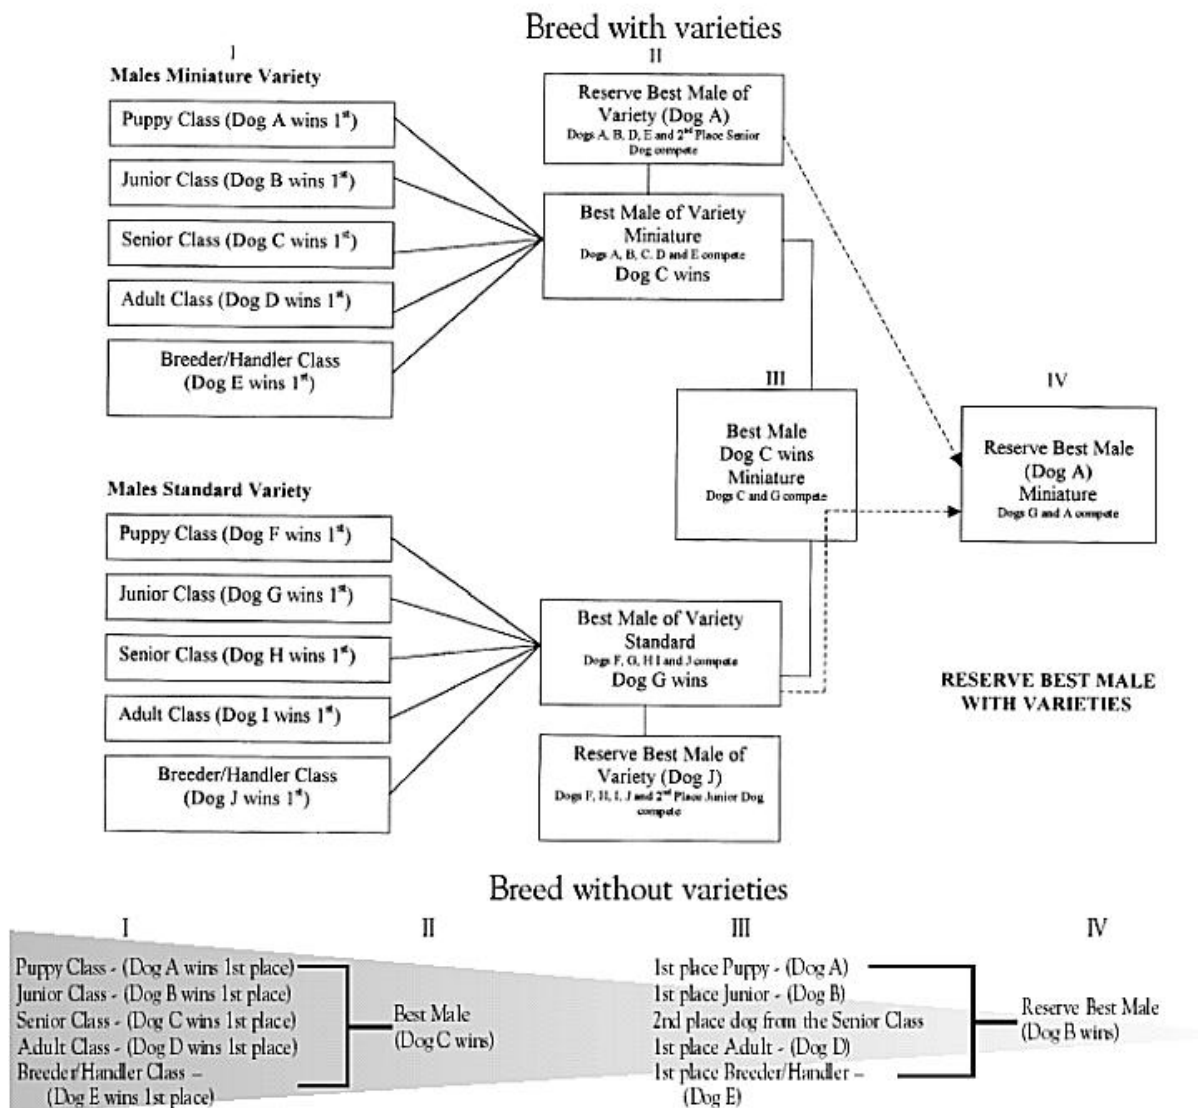 Breed with varieties
I
II
Males Miniature Variety
Puppy Class (Dog A wins 1st)
Junior Class (Dog B wins 1st)
Senior Class (Dog C wins 1st)
Adult Class (Dog D wins 1st)
Breeder/Handler Class
(Dog E wins 1st)
Reserve Best Male of
Variety (Dog A)
Dogs A, B, D, E and 2nd Place Senior
Dog compete
Best Male of Variety
Miniature
Dogs A, B, C. D and E compete
Dog C wins
III
Best Male
Dog C wins
Miniature
Dogs C and G compete
IV
Reserve Best Male
(Dog A)
Miniature
Dogs G and A compete
Males Standard Variety
Puppy Class (Dog F wins 1st)
Junior Class (Dog G wins 1st)
Senior Class (Dog H wins 1st)
Adult Class (Dog I wins 1st)
Breeder/Handler Class
(Dog J wins 1st)
Best Male of Variety
Standard
Dogs F, G, H I and J compete
Dog G wins
Reserve Best Male of
Variety (Dog J)
Dogs F, H, I, J and 2nd Place Junior Dog
compete
RESERVE BEST MALE
WITH VARIETIES
Breed without varieties
I
II
III
IV
Puppy Class - (Dog A wins 1st place)
Junior Class - (Dog B wins 1st place)
Senior Class - (Dog C wins 1st place)
Adult Class - (Dog D wins 1st place)
Breeder/Handler Class –
(Dog E wins 1st place)
Best Male
(Dog C wins)
1st place Puppy - (Dog A)
1st place Junior - (Dog B)
2nd place dog from the Senior Class
1st place Adult - (Dog D)
1st place Breeder/Handler –
(Dog E)
Reserve Best Male
(Dog B wins)